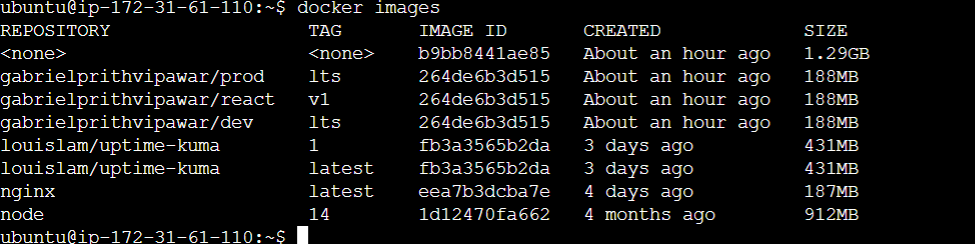 ubuntu@ip-172-31-61-110:~$ docker images
REPOSITORY TAG IMAGE ID CREATED SIZE
<none> <none> b9bb8441ae85 About an hour ago 1.29GB
gabrielprithvipawar/prod lts 264de6b3d515 About an hour ago 188MB
gabrielprithvipawar/react v1 264de6b3d515 About an hour ago 188MB
gabrielprithvipawar/dev lts 264de6b3d515 About an hour ago 188MB
louislam/uptime-kuma 1 fb3a3565b2da 3 days ago 431MB
louislam/uptime-kuma latest fb3a3565b2da 3 days ago 431MB
nginx latest eea7b3dcba7e 4 days ago 187MB
node 14 1d12470fa662 4 months ago 912MB
ubuntu@ip-172-31-61-110:~$